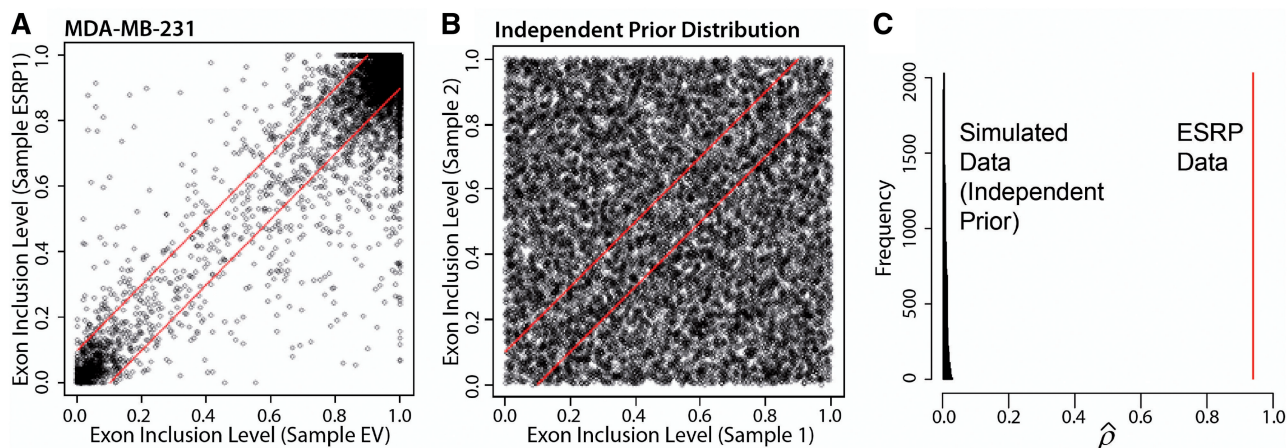 A
MDA-MB-231
Exon Inclusion Level (Sample ESRP1)
1.0
0.8
0.6
0.4
0.2
0.0
0.0 0.2 0.4 0.6 0.8 1.0
Exon Inclusion Level (Sample EV)
B
Independent Prior Distribution
Exon Inclusion Level (Sample 2)
1.0
0.8
0.6
0.4
0.2
0.0
0.0 0.2 0.4 0.6 0.8 1.0
Exon Inclusion Level (Sample 1)
C
Frequency
2000
1500
1000
500
0
Simulated
Data
(Independent
Prior)
ESRP
Data
0.0 0.2 0.4 0.6 0.8 1.0
ρ̂